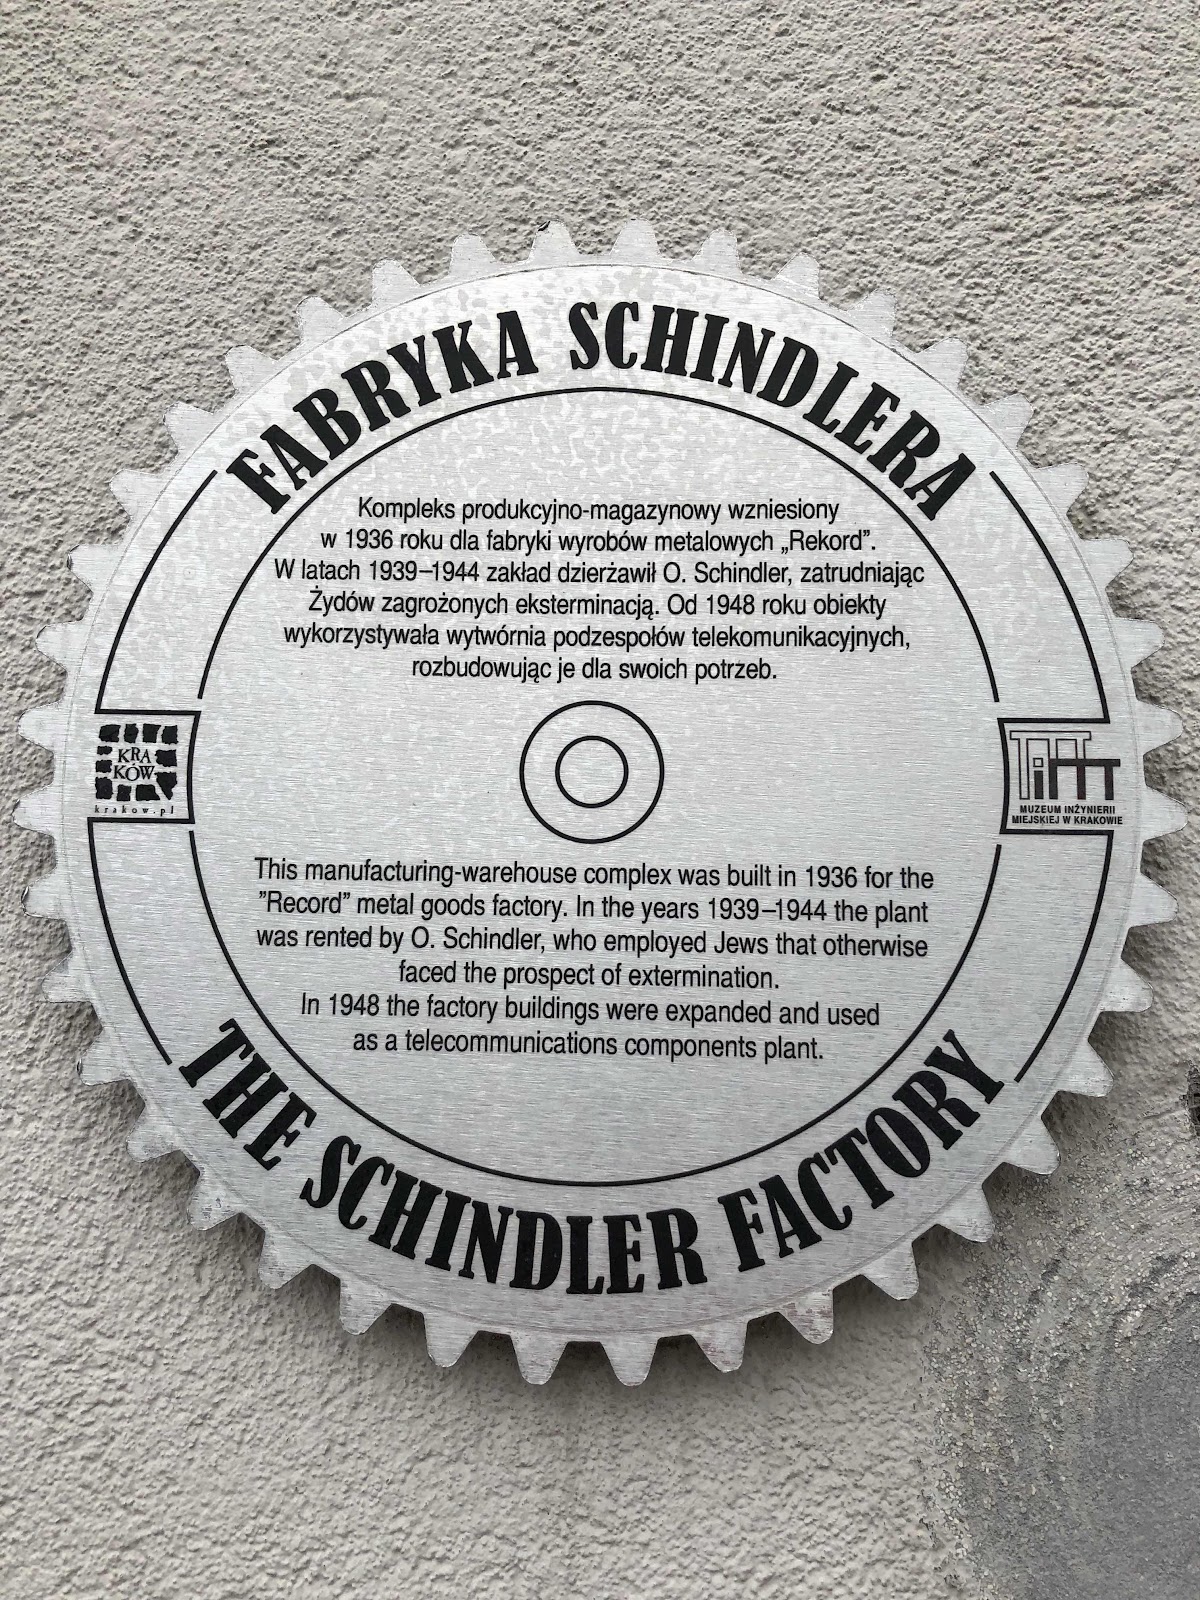 FABRYKA SCHINDLERA
Kompleks produkcyjno-magazynowy wzniesiony
w 1936 roku dla fabryki wyrobów metalowych „Rekord”.
W latach 1939–1944 zakład dzierżawił O. Schindler, zatrudniając
Żydów zagrożonych eksterminacją. Od 1948 roku obiekty
wykorzystywała wytwórnia podzespołów telekomunikacyjnych,
rozbudowując je dla swoich potrzeb.
KRA
KÓW
krakow.pl
MiM
MUZEUM INŻYNIERII
MIEJSKIEJ W KRAKOWIE
This manufacturing-warehouse complex was built in 1936 for the
”Record” metal goods factory. In the years 1939–1944 the plant
was rented by O. Schindler, who employed Jews that otherwise
faced the prospect of extermination.
In 1948 the factory buildings were expanded and used
as a telecommunications components plant.
THE SCHINDLER FACTORY